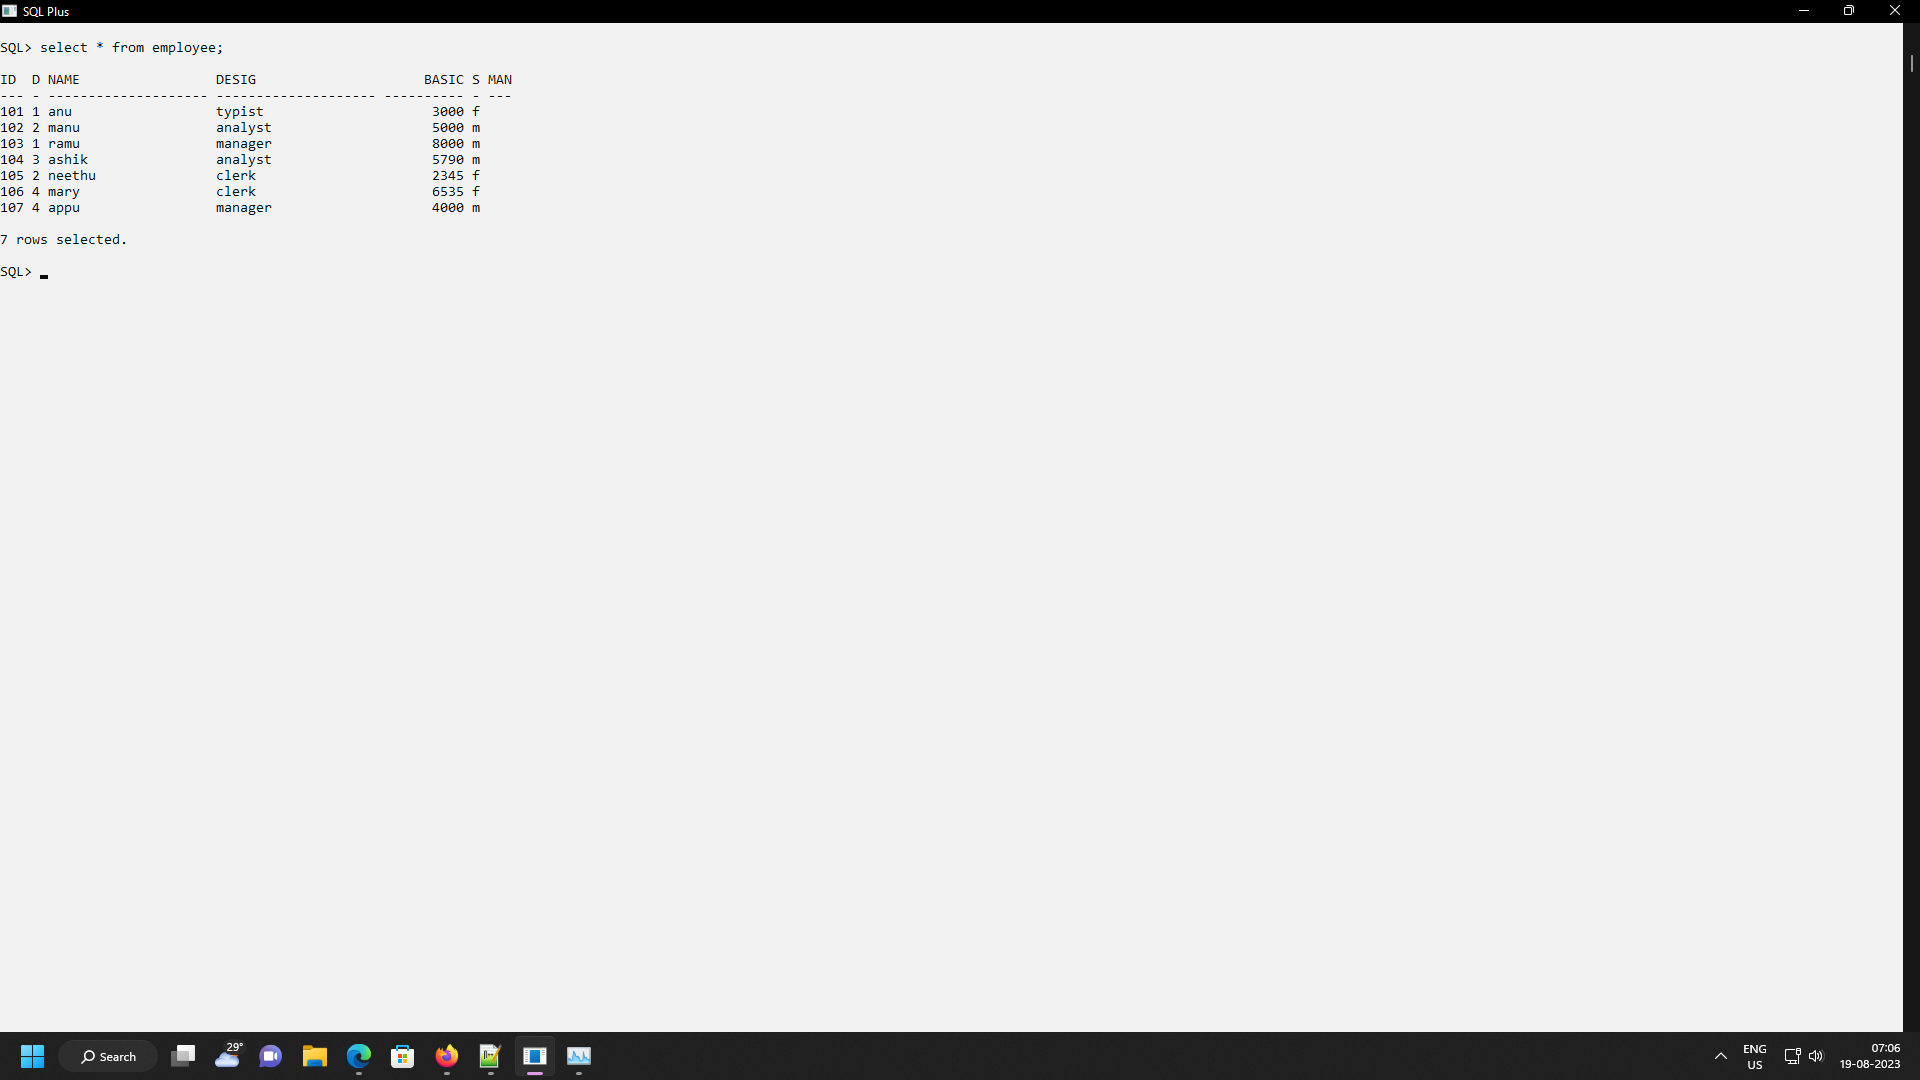 SQL Plus
SQL> select * from employee;
ID  D NAME                 DESIG                     BASIC S MAN
--- - -------------------- -------------------- ---------- - ---
101 1 anu                  typist                     3000 f
102 2 manu                 analyst                    5000 m
103 1 ramu                 manager                    8000 m
104 3 ashik                analyst                    5790 m
105 2 neethu               clerk                      2345 f
106 4 mary                 clerk                      6535 f
107 4 appu                 manager                    4000 m
7 rows selected.
SQL>
Search
29°
ENG
US
07:06
19-08-2023